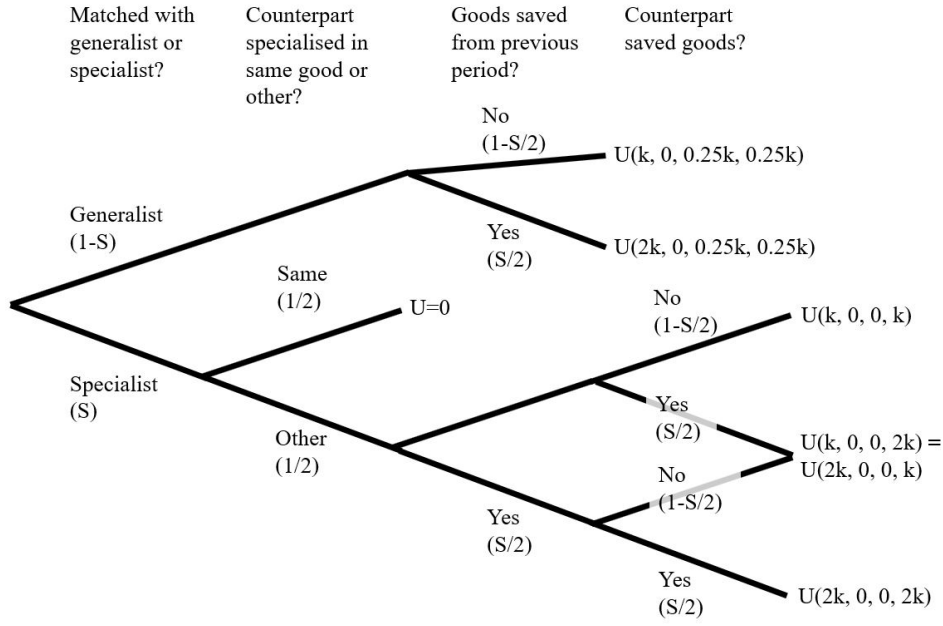 Matched with
generalist or
specialist?
Counterpart
specialised in
same good or
other?
Goods saved
from previous
period?
Counterpart
saved goods?
No
(1-S/2)
U(k, 0, 0.25k, 0.25k)
Generalist
(1-S)
Yes
(S/2)
U(2k, 0, 0.25k, 0.25k)
Same
(1/2)
U=0
No
(1-S/2)
U(k, 0, 0, k)
Specialist
(S)
Yes
(S/2)
Other
(1/2)
U(k, 0, 0, 2k) =
U(2k, 0, 0, k)
No
(1-S/2)
Yes
(S/2)
Yes
(S/2)
U(2k, 0, 0, 2k)